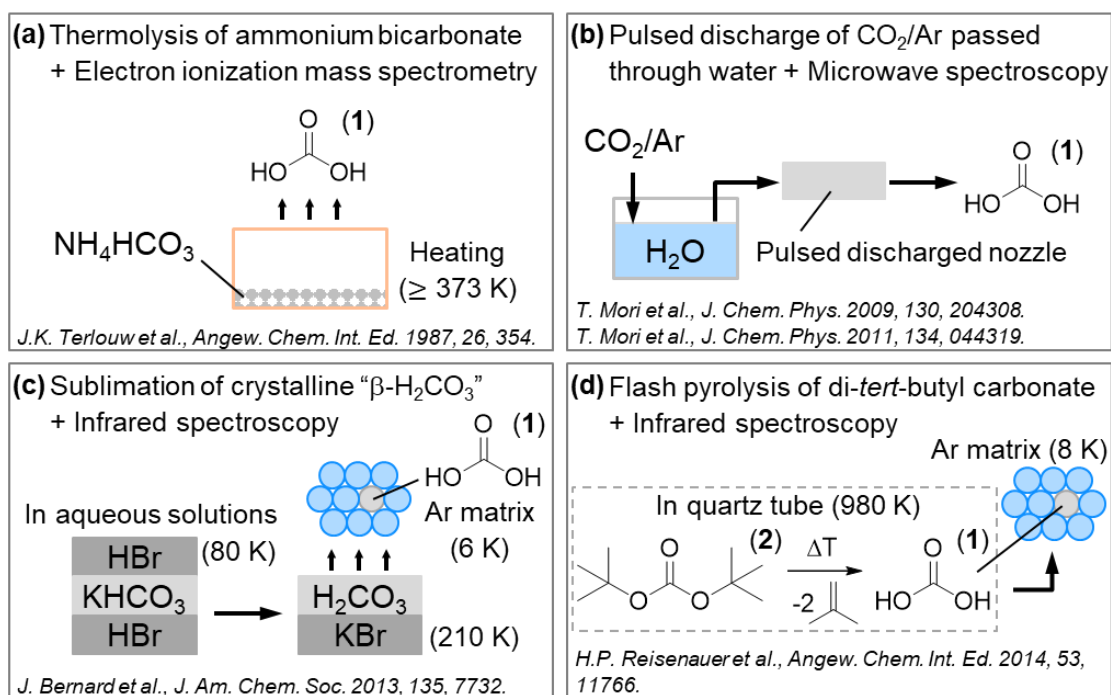 (a) Thermolysis of ammonium bicarbonate
+ Electron ionization mass spectrometry
O
(1)
HO
OH
NH₄HCO₃
Heating
(≥ 373 K)
J.K. Terlouw et al., Angew. Chem. Int. Ed. 1987, 26, 354.
(b) Pulsed discharge of CO₂/Ar passed
through water + Microwave spectroscopy
CO₂/Ar
O
(1)
HO
OH
H₂O
Pulsed discharged nozzle
T. Mori et al., J. Chem. Phys. 2009, 130, 204308.
T. Mori et al., J. Chem. Phys. 2011, 134, 044319.
(c) Sublimation of crystalline “β-H₂CO₃”
+ Infrared spectroscopy
O
(1)
HO
OH
In aqueous solutions
Ar matrix
(6 K)
HBr
(80 K)
KHCO₃
HBr
H₂CO₃
KBr
(210 K)
J. Bernard et al., J. Am. Chem. Soc. 2013, 135, 7732.
(d) Flash pyrolysis of di-tert-butyl carbonate
+ Infrared spectroscopy
Ar matrix (8 K)
In quartz tube (980 K)
O
(2)
O
O
ΔT
-2
O
(1)
HO
OH
H.P. Reisenauer et al., Angew. Chem. Int. Ed. 2014, 53,
11766.